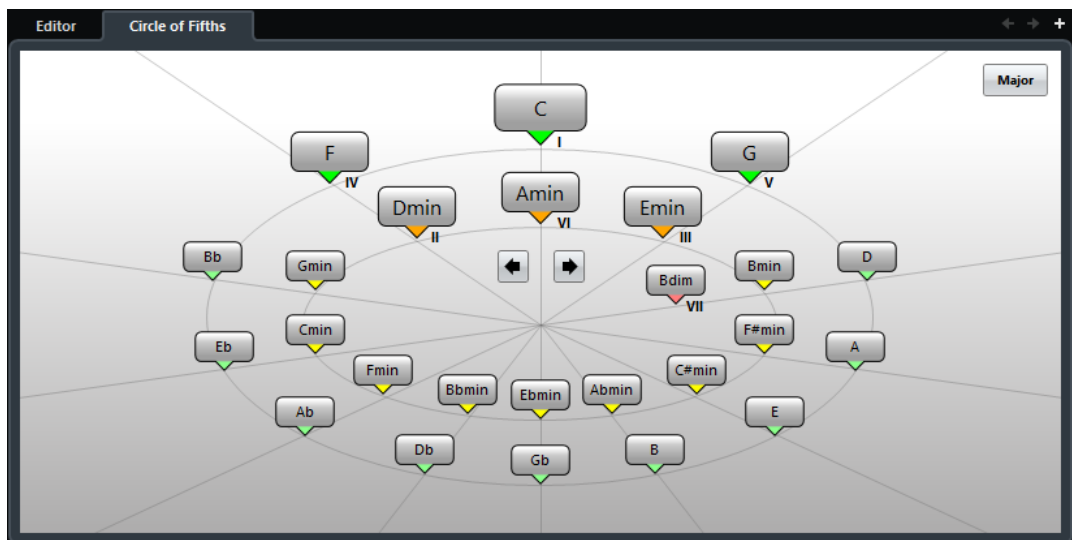 Editor Circle of Fifths +
Major
C
I
F G
IV V
Dmin Amin Emin
II VI III
Bb Gmin Bmin D
Bdim
VII
Eb Cmin F#min A
Fmin C#min
Bbmin Ebmin Abmin
Ab E
Db Gb B